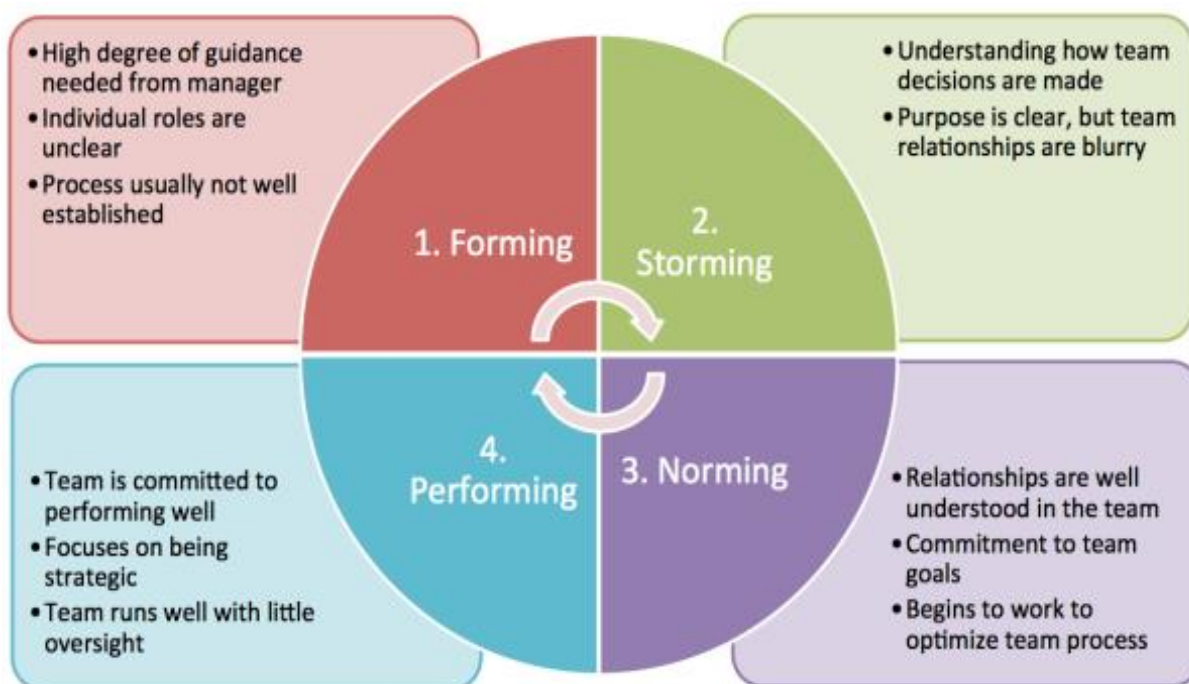 • High degree of guidance
needed from manager
• Individual roles are
unclear
• Process usually not well
established
1. Forming
• Understanding how team
decisions are made
• Purpose is clear, but team
relationships are blurry
2.
Storming
• Relationships are well
understood in the team
• Commitment to team
goals
• Begins to work to
optimize team process
3. Norming
• Team is committed to
performing well
• Focuses on being
strategic
• Team runs well with little
oversight
4.
Performing